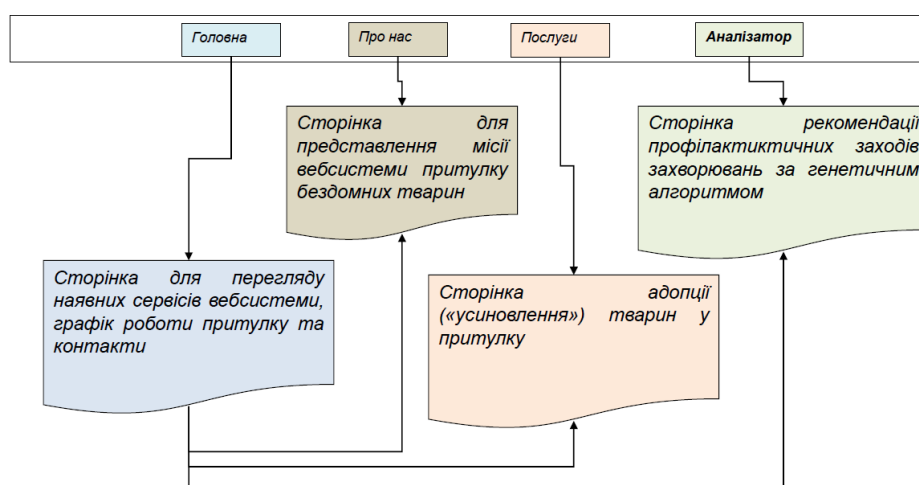 Головна
Про нас
Послуги
Аналізатор
Сторінка для
представлення місії
вебсистеми притулку
бездомних тварин
Сторінка рекомендації
профілактиктичних заходів
захворювань за генетичним
алгоритмом
Сторінка для перегляду
наявних сервісів вебсистеми,
графік роботи притулку та
контакти
Сторінка адопції
(«усиновлення») тварин у
притулку